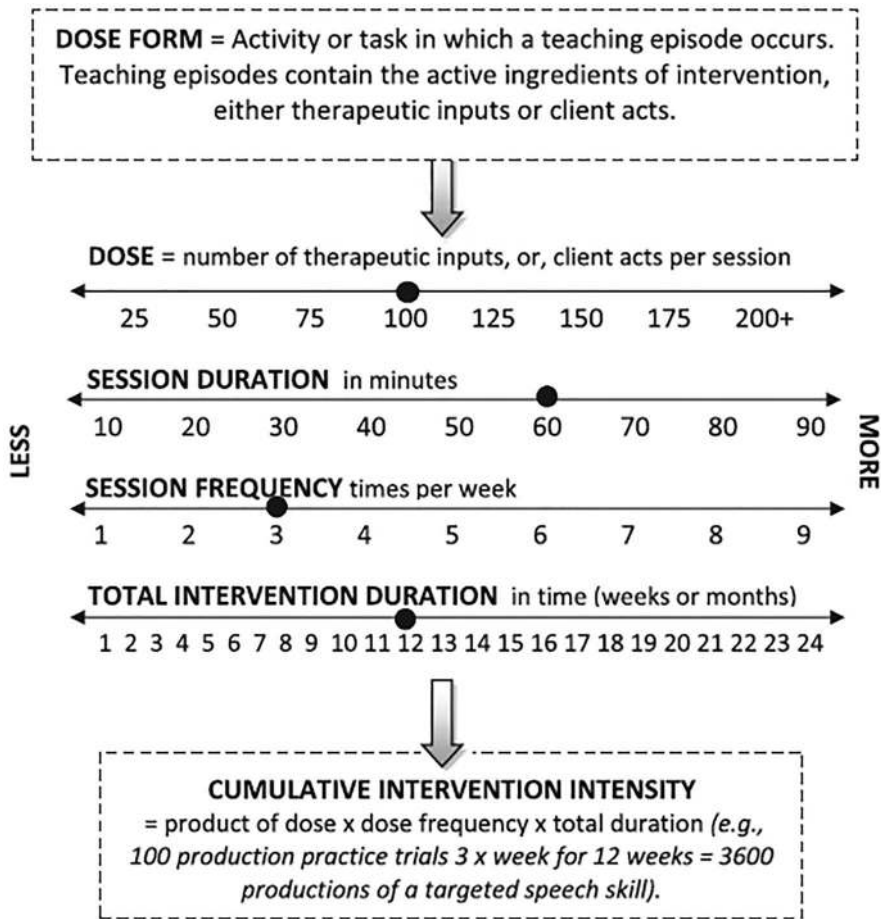 DOSE FORM = Activity or task in which a teaching episode occurs.
Teaching episodes contain the active ingredients of intervention,
either therapeutic inputs or client acts.
DOSE = number of therapeutic inputs, or, client acts per session
25 50 75 100 125 150 175 200+
SESSION DURATION in minutes
10 20 30 40 50 60 70 80 90
LESS
MORE
SESSION FREQUENCY times per week
1 2 3 4 5 6 7 8 9
TOTAL INTERVENTION DURATION in time (weeks or months)
1 2 3 4 5 6 7 8 9 10 11 12 13 14 15 16 17 18 19 20 21 22 23 24
CUMULATIVE INTERVENTION INTENSITY
= product of dose x dose frequency x total duration (e.g.,
100 production practice trials 3 x week for 12 weeks = 3600
productions of a targeted speech skill).